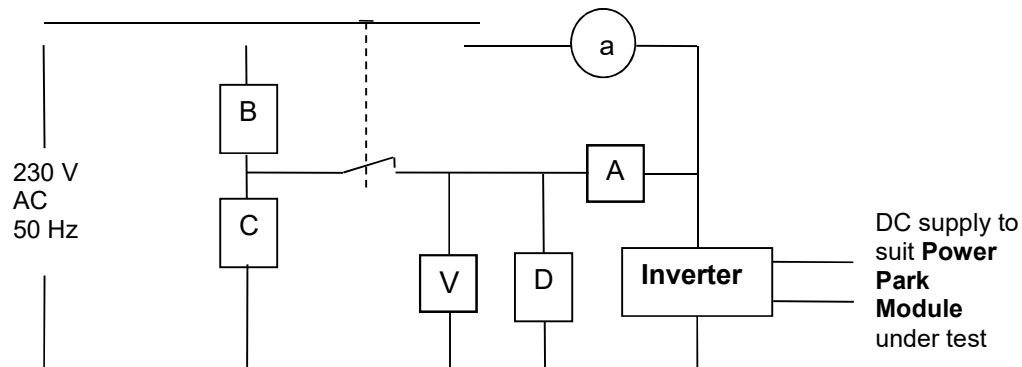 a
B
230 V
AC
50 Hz
A
C
V
D
Inverter
DC supply to
suit Power
Park
Module
under test